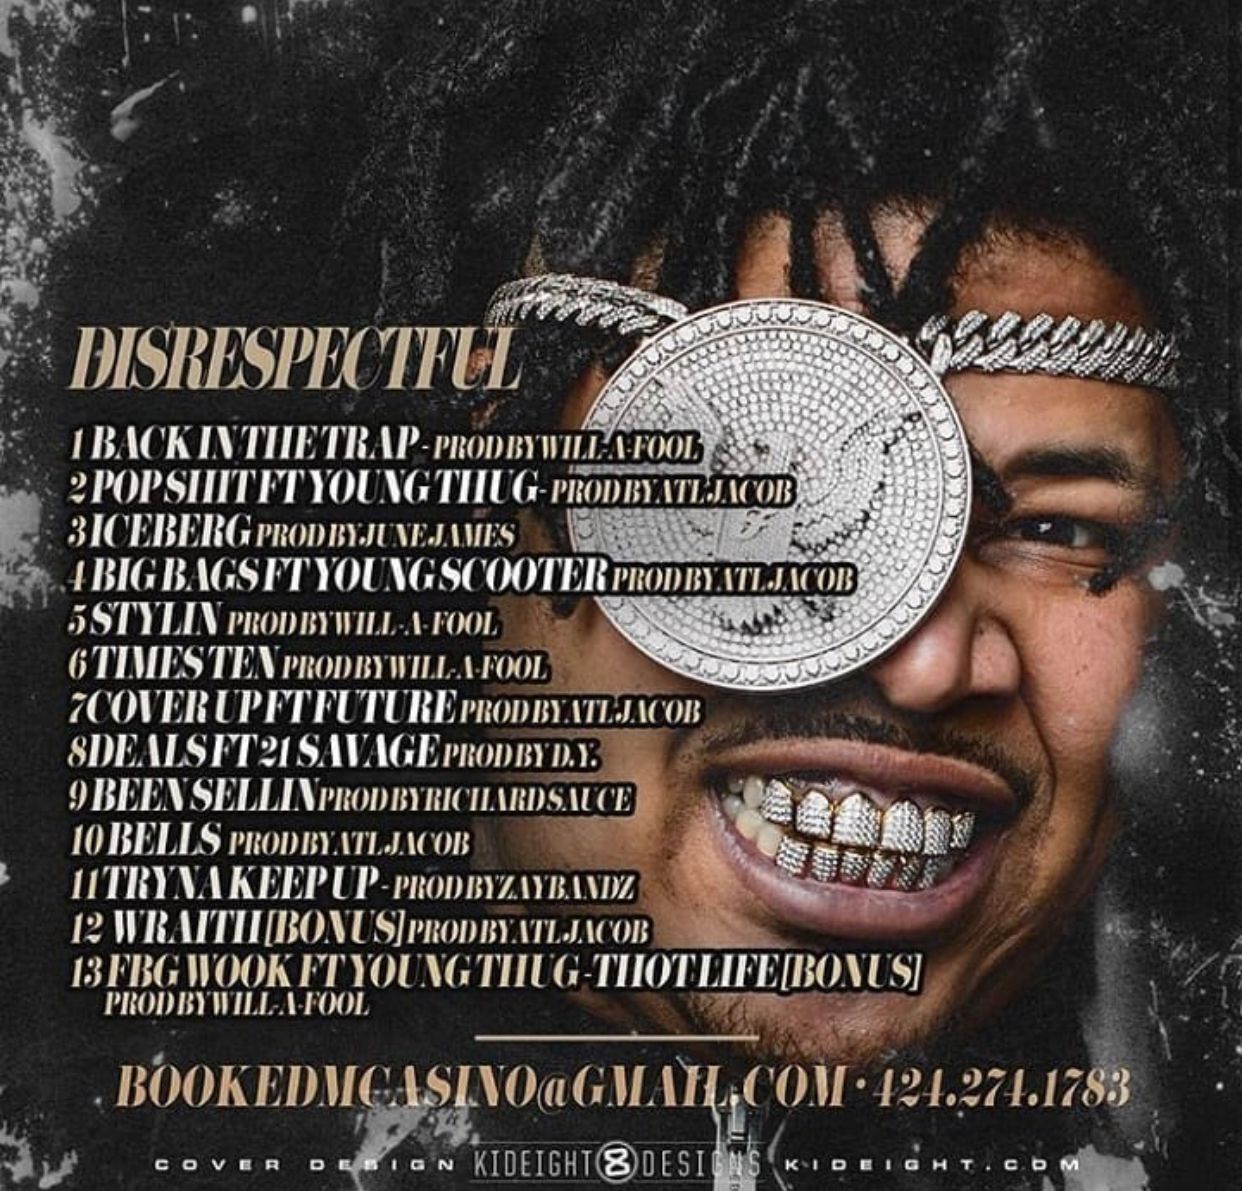 DISRESPECTFUL
1 BACK IN THE TRAP - PROD BY WILL-A-FOOL
2 POP SHIT FT YOUNG THUG - PROD BY ATL JACOB
3 ICEBERG PROD BY JUNE JAMES
4 BIG BAGS FT YOUNG SCOOTER PROD BY ATL JACOB
5 STYLIN PROD BY WILL-A-FOOL
6 TIMES TEN PROD BY WILL-A-FOOL
7 COVER UP FT FUTURE PROD BY ATL JACOB
8 DEALS FT 21 SAVAGE PROD BY D.Y.
9 BEEN SELLIN PROD BY RICHARD SAUCE
10 BELLS PROD BY ATL JACOB
11 TRYNA KEEP UP - PROD BY ZAYBANDZ
12 WRAITH [BONUS] PROD BY ATL JACOB
13 FBG WOOK FT YOUNG THUG - THOTLIFE [BONUS]
PROD BY WILL-A-FOOL
BOOKEDMCASINO@GMAIL.COM • 424.274.1783
COVER DESIGN KIDEIGHT 8 DESIGNS KIDEIGHT.COM